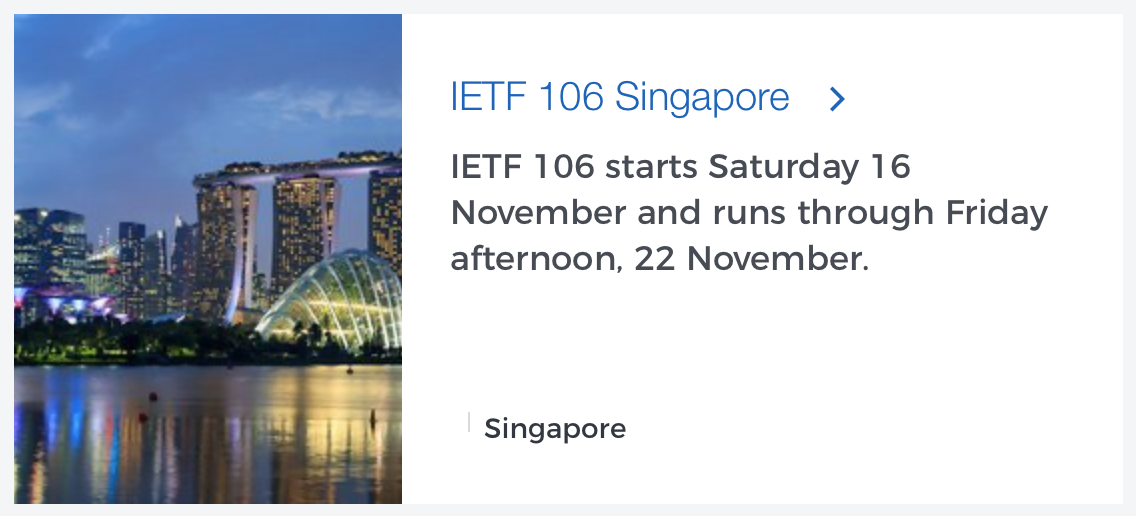 IETF 106 Singapore
IETF 106 starts Saturday 16
November and runs through Friday
afternoon, 22 November.
Singapore